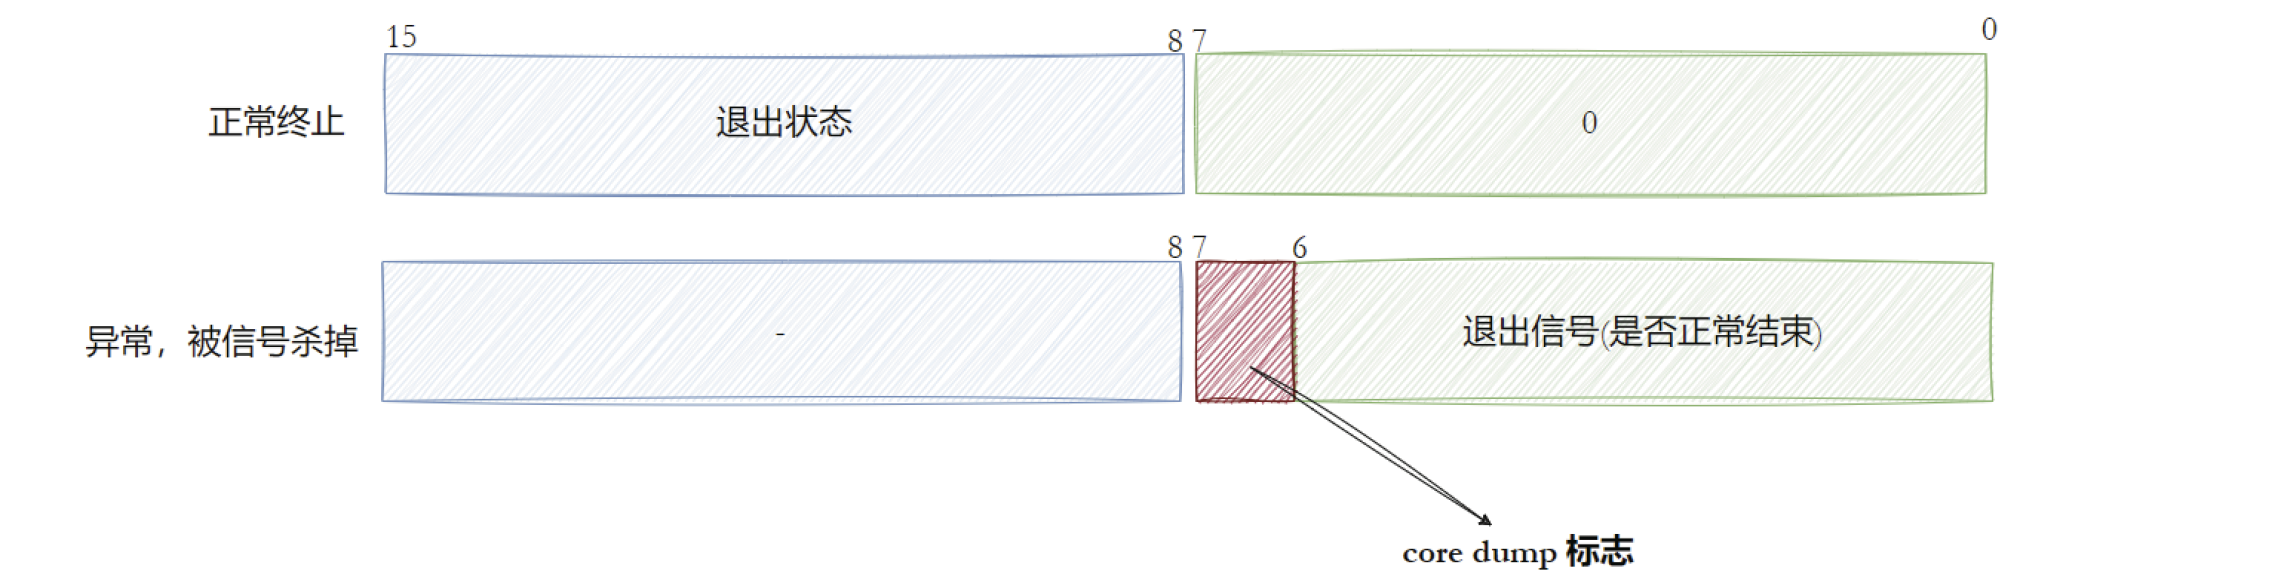 15 8 7 0
正常终止 退出状态 0
8 7 6
异常，被信号杀掉 - 退出信号(是否正常结束)
core dump 标志